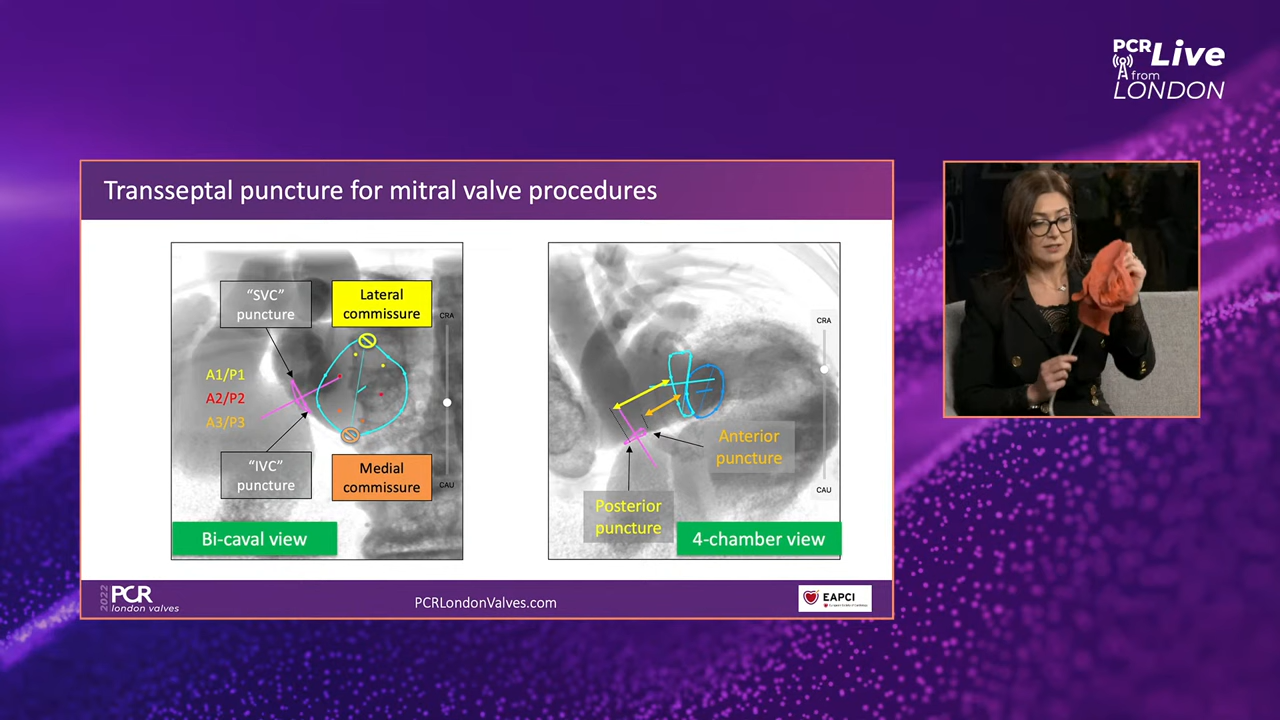 PCR Live
from
LONDON
Transseptal puncture for mitral valve procedures
“SVC”
puncture
Lateral
commissure
CRA
A1/P1
A2/P2
A3/P3
“IVC”
puncture
Medial
commissure
CAU
Bi-caval view
CRA
Anterior
puncture
CAU
Posterior
puncture
4-chamber view
2022
PCR
london valves
PCRLondonValves.com
EAPCI